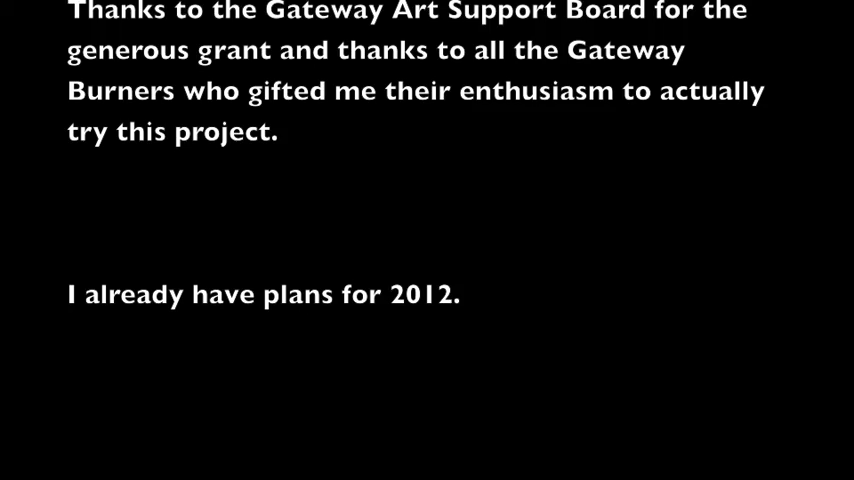 Thanks to the Gateway Art Support Board for the
generous grant and thanks to all the Gateway
Burners who gifted me their enthusiasm to actually
try this project.
I already have plans for 2012.